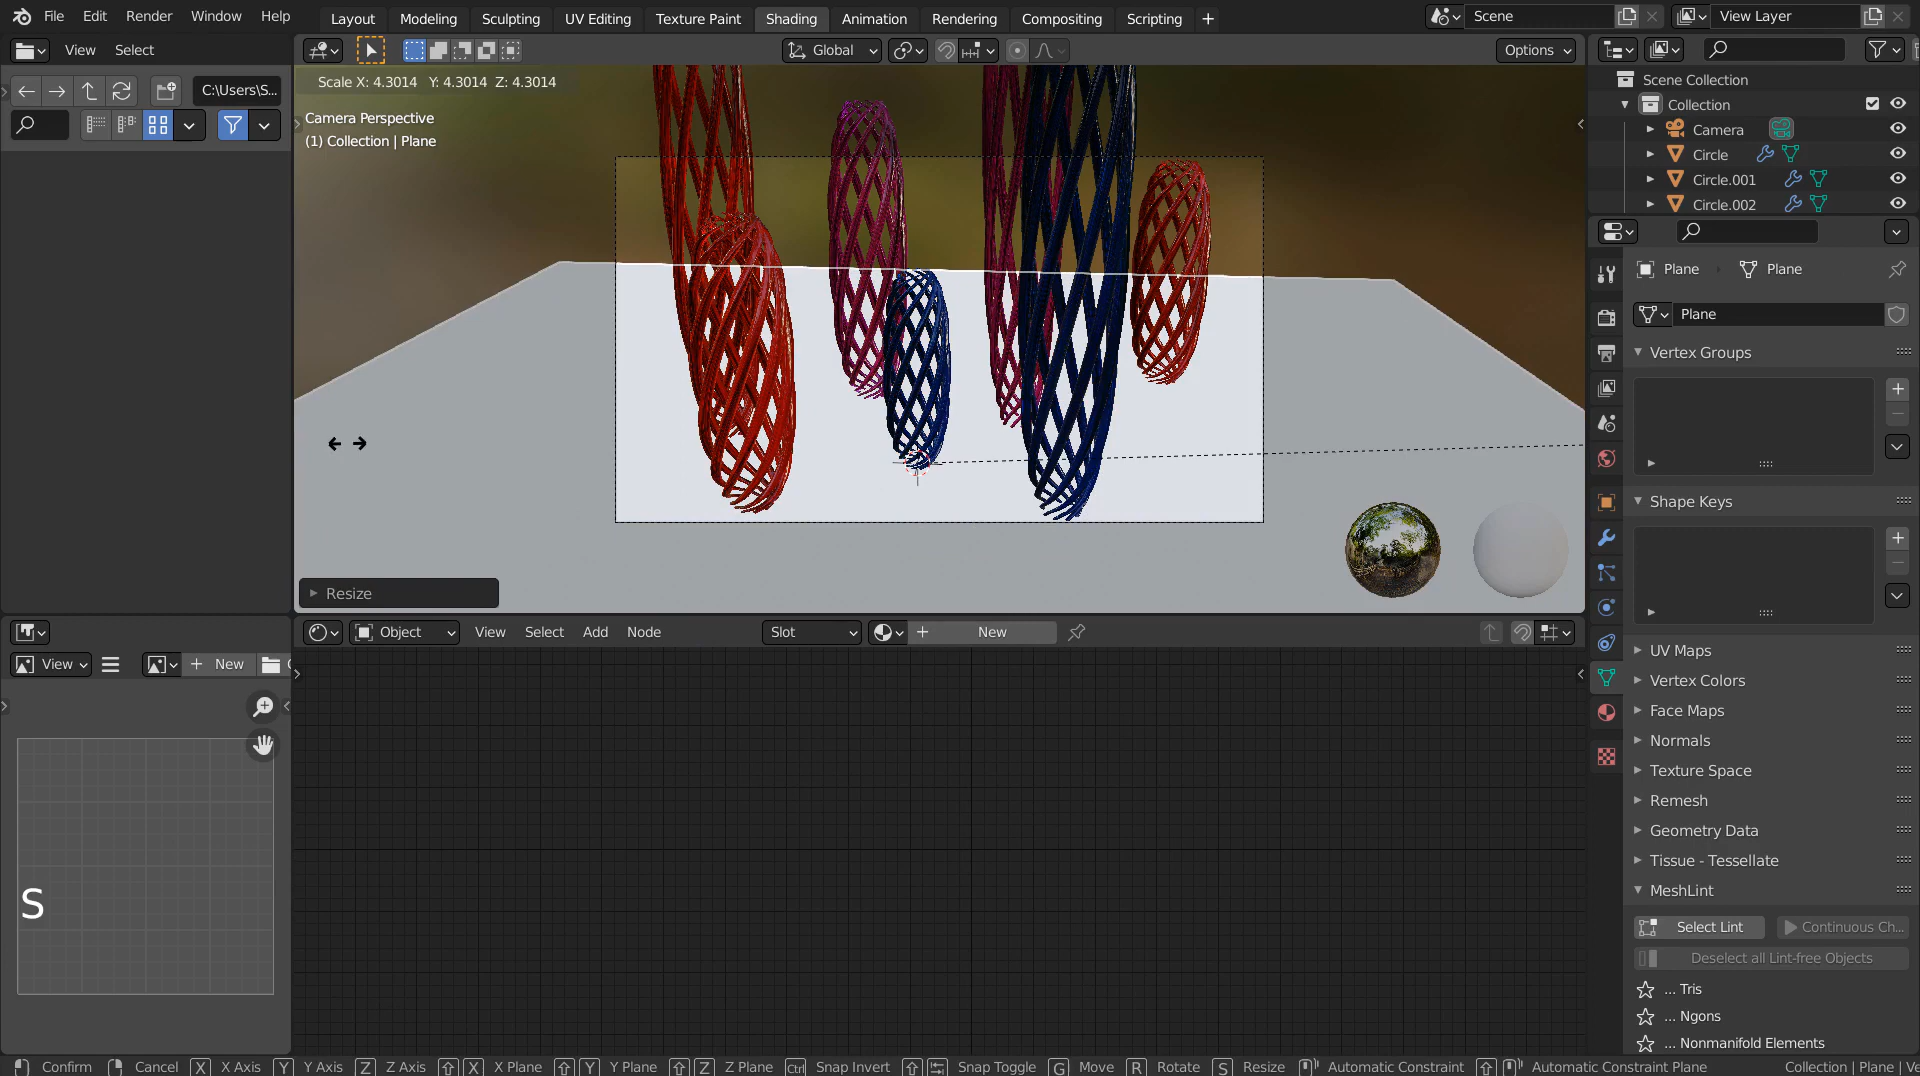 File Edit Render Window Help Layout Modeling Sculpting UV Editing Texture Paint Shading Animation Rendering Compositing Scripting + Scene View Layer
View Select Global Options
Scale X: 4.3014 Y: 4.3014 Z: 4.3014
C:\Users\S...
Camera Perspective
(1) Collection | Plane
Scene Collection
Collection
Camera
Circle
Circle.001
Circle.002
Plane Plane
Plane
Vertex Groups
Shape Keys
Resize
Object View Select Add Node Slot + New
View + New
UV Maps
Vertex Colors
Face Maps
Normals
Texture Space
Remesh
Geometry Data
Tissue - Tessellate
MeshLint
S
Select Lint Continuous Ch...
Deselect all Lint-free Objects
... Tris
... Ngons
... Nonmanifold Elements
Confirm Cancel X X Axis Y Y Axis Z Z Axis X X Plane Y Y Plane Z Z Plane Ctrl Snap Invert Snap Toggle G Move R Rotate S Resize Automatic Constraint Automatic Constraint Plane Collection | Plane | Ve